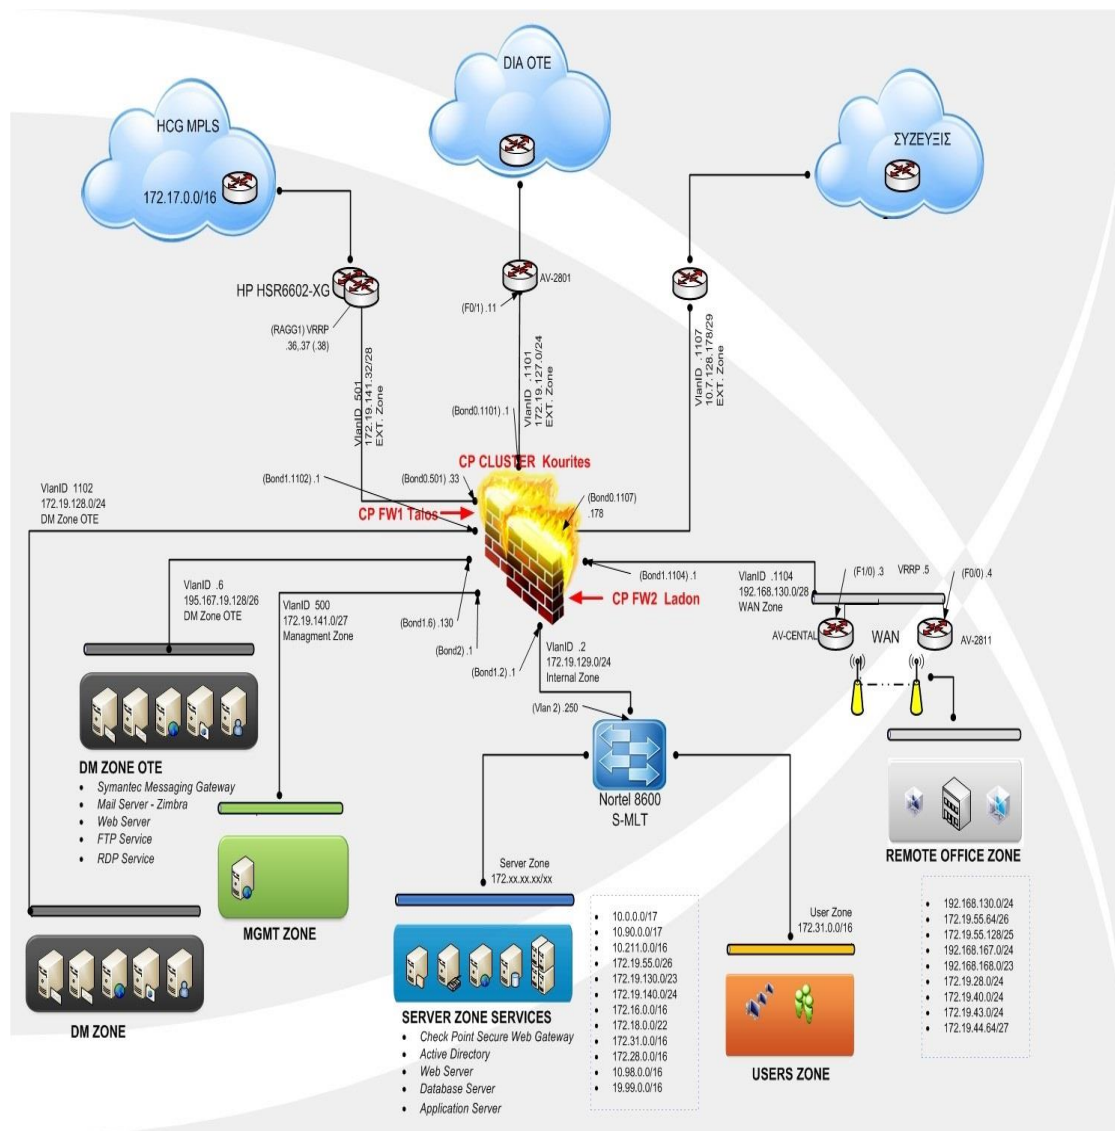 DIA OTE
HCG MPLS
172.17.0.0/16
ΣΥΖΕΥΞΙΣ
HP HSR6602-XG
AV-2801
(F0/1) .11
(RAGG1) VRRP
.36,.37 (.38)
VlanID 501
172.19.141.32/28
EXT. Zone
VlanID .1101
172.19.127.0/24
EXT. Zone
VlanID .1107
10.7.128.178/29
EXT. Zone
(Bond0.1101) .1
CP CLUSTER Kourites
(Bond1.1102) .1
(Bond0.501) .33
(Bond0.1107)
.178
CP FW1 Talos
VlanID 1102
172.19.128.0/24
DM Zone OTE
VlanID .6
195.167.19.128/26
DM Zone OTE
VlanID 500
172.19.141.0/27
Managment Zone
(Bond1.6) .130
(Bond2) .1
(Bond1.2) .1
(Bond1.1104) .1
CP FW2 Ladon
VlanID .1104
192.168.130.0/28
WAN Zone
(F1/0) .3
VRRP .5
(F0/0) .4
AV-CENTAL
WAN
AV-2811
VlanID .2
172.19.129.0/24
Internal Zone
(Vlan 2) .250
Nortel 8600
S-MLT
DM ZONE OTE
• Symantec Messaging Gateway
• Mail Server - Zimbra
• Web Server
• FTP Service
• RDP Service
MGMT ZONE
DM ZONE
Server Zone
172.xx.xx.xx/xx
SERVER ZONE SERVICES
• Check Point Secure Web Gateway
• Active Directory
• Web Server
• Database Server
• Application Server
• 10.0.0.0/17
• 10.90.0.0/17
• 10.211.0.0/16
• 172.19.55.0/26
• 172.19.130.0/23
• 172.19.140.0/24
• 172.16.0.0/16
• 172.18.0.0/22
• 172.31.0.0/16
• 172.28.0.0/16
• 10.98.0.0/16
• 19.99.0.0/16
User Zone
172.31.0.0/16
USERS ZONE
REMOTE OFFICE ZONE
• 192.168.130.0/24
• 172.19.55.64/26
• 172.19.55.128/25
• 192.168.167.0/24
• 192.168.168.0/23
• 172.19.28.0/24
• 172.19.40.0/24
• 172.19.43.0/24
• 172.19.44.64/27